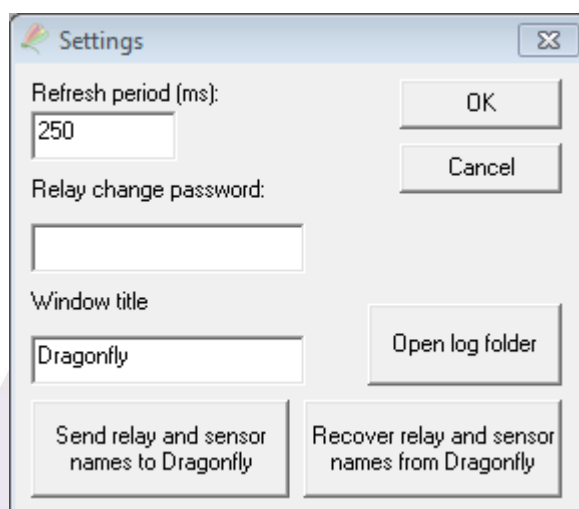 Settings
Refresh period (ms):
250
OK
Cancel
Relay change password:
Window title
Dragonfly
Open log folder
Send relay and sensor
names to Dragonfly
Recover relay and sensor
names from Dragonfly